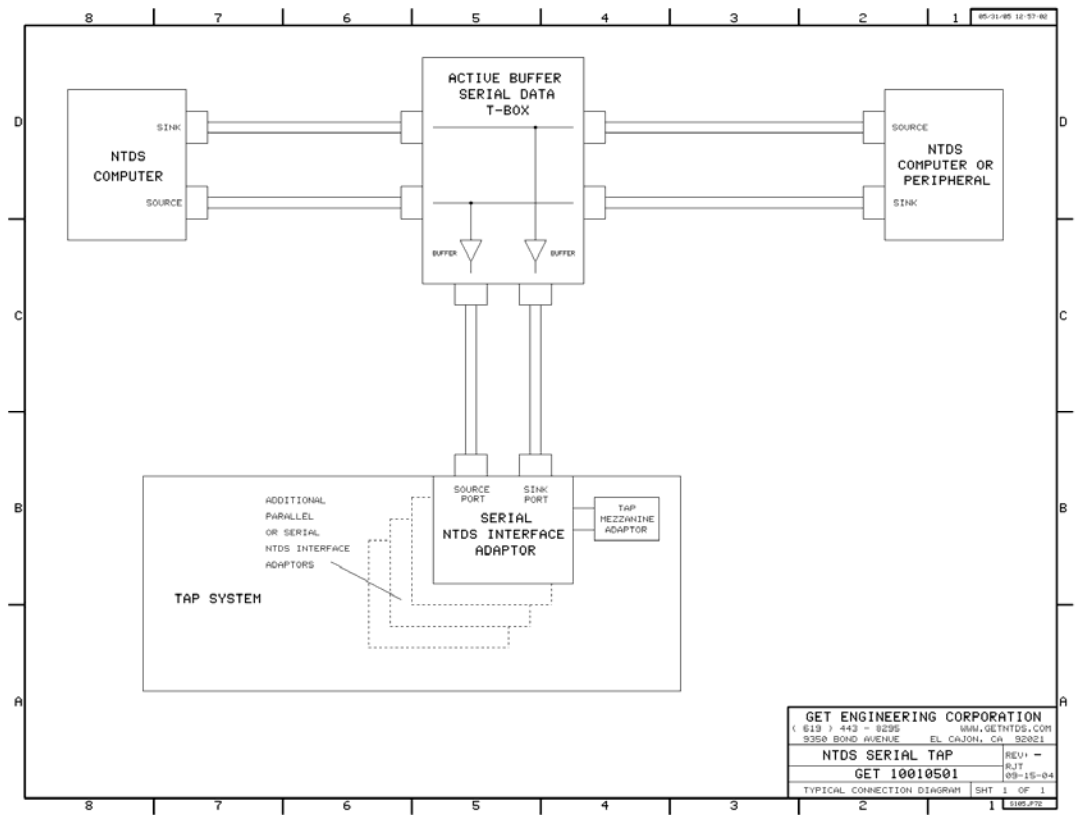 8 7 6 5 4 3 2 1 05/31/05 12:57:02
D
D
C
C
B
B
A
A
ACTIVE BUFFER
SERIAL DATA
T-BOX
SINK
NTDS
COMPUTER
SOURCE
SOURCE
NTDS
COMPUTER OR
PERIPHERAL
SINK
BUFFER
BUFFER
ADDITIONAL
PARALLEL
OR SERIAL
NTDS INTERFACE
ADAPTORS
SOURCE
PORT
SINK
PORT
SERIAL
NTDS INTERFACE
ADAPTOR
TAP
MEZZANINE
ADAPTOR
TAP SYSTEM
GET ENGINEERING CORPORATION
( 619 ) 443 - 8295 WWW.GETNTDS.COM
9350 BOND AVENUE EL CAJON, CA 92021
NTDS SERIAL TAP
REV: -
RJT
09-15-04
GET 10010501
TYPICAL CONNECTION DIAGRAM SHT 1 OF 1
8 7 6 5 4 3 2 1